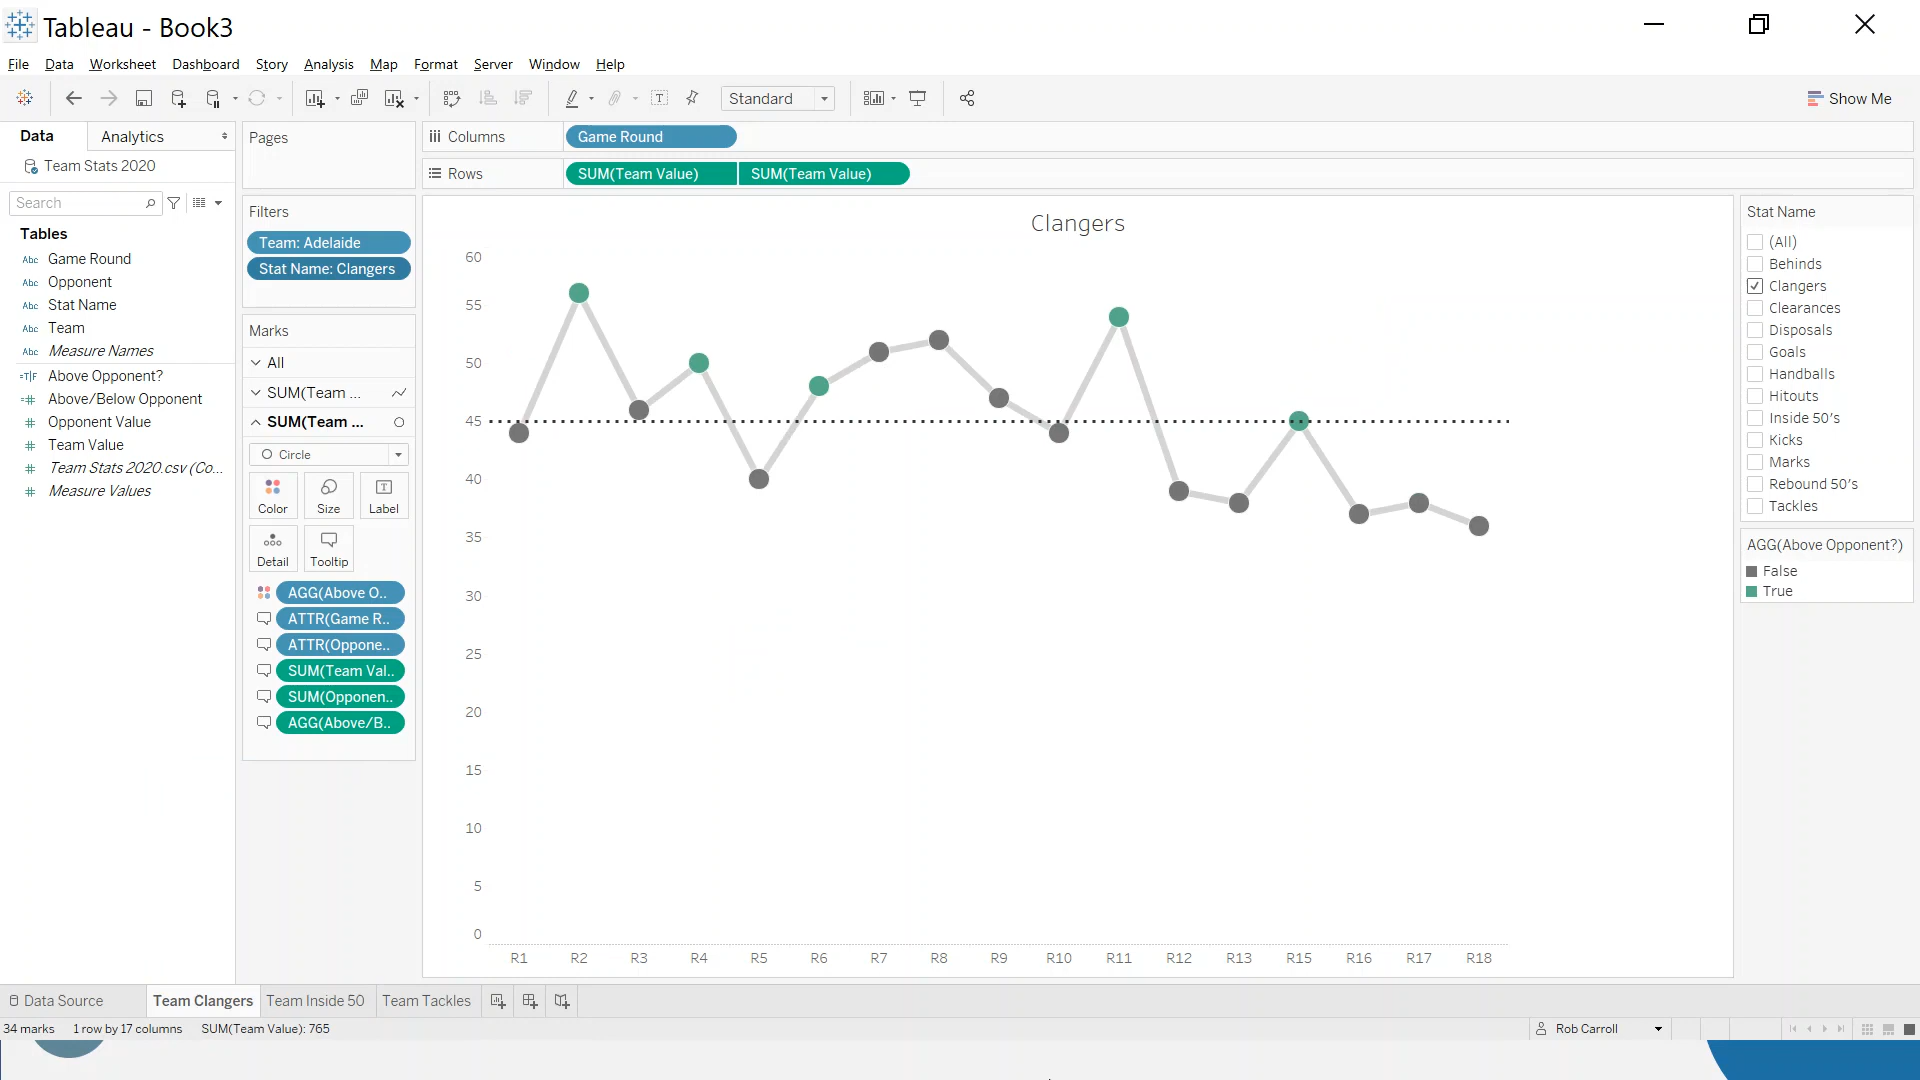 Tableau - Book3
File Data Worksheet Dashboard Story Analysis Map Format Server Window Help
Standard
Show Me
Data
Analytics
Team Stats 2020
Search
Tables
Abc Game Round
Abc Opponent
Abc Stat Name
Abc Team
Abc Measure Names
=T|F Above Opponent?
=# Above/Below Opponent
# Opponent Value
# Team Value
# Team Stats 2020.csv (Co...
# Measure Values
Pages
Filters
Team: Adelaide
Stat Name: Clangers
Marks
All
SUM(Team ...
SUM(Team ...
Circle
Color
Size
Label
Detail
Tooltip
AGG(Above O..
ATTR(Game R..
ATTR(Oppone..
SUM(Team Val..
SUM(Opponen..
AGG(Above/B..
Columns
Game Round
Rows
SUM(Team Value)
SUM(Team Value)
Clangers
60
55
50
45
40
35
30
25
20
15
10
5
0
R1 R2 R3 R4 R5 R6 R7 R8 R9 R10 R11 R12 R13 R15 R16 R17 R18
Stat Name
(All)
Behinds
Clangers
Clearances
Disposals
Goals
Handballs
Hitouts
Inside 50's
Kicks
Marks
Rebound 50's
Tackles
AGG(Above Opponent?)
False
True
Data Source
Team Clangers
Team Inside 50
Team Tackles
34 marks
1 row by 17 columns
SUM(Team Value): 765
Rob Carroll